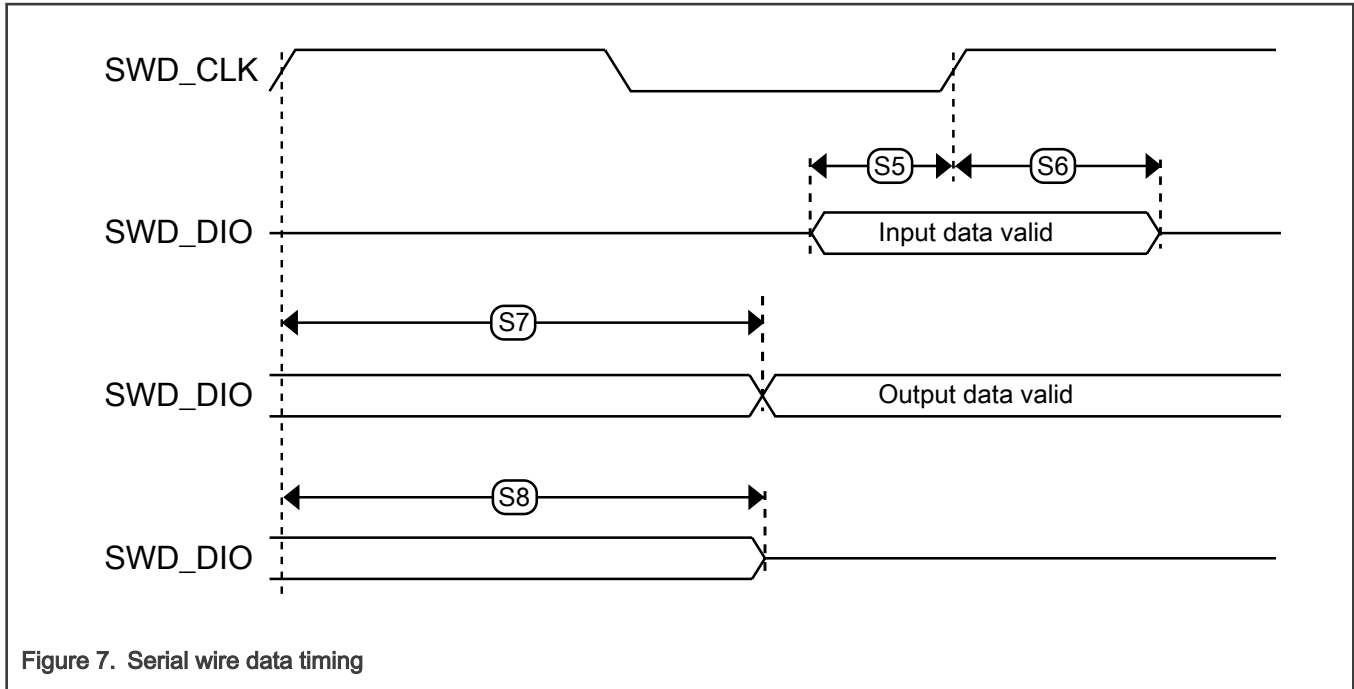 SWD_CLK
S5 S6
SWD_DIO Input data valid
S7
SWD_DIO Output data valid
S8
SWD_DIO
Figure 7. Serial wire data timing